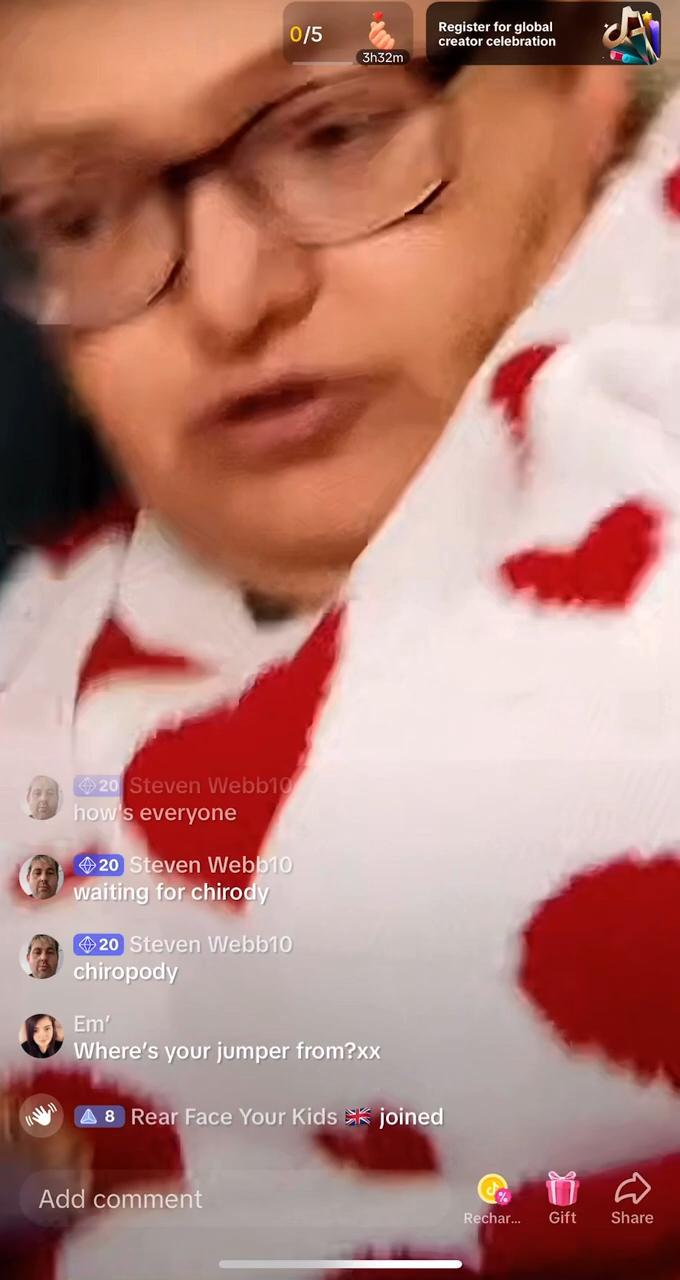 0/5
3h32m
Register for global
creator celebration
20 Steven Webb10
how's everyone
20 Steven Webb10
waiting for chirody
20 Steven Webb10
chiropody
Em’
Where’s your jumper from?xx
8 Rear Face Your Kids 🇬🇧 joined
Add comment
Rechar...
Gift
Share